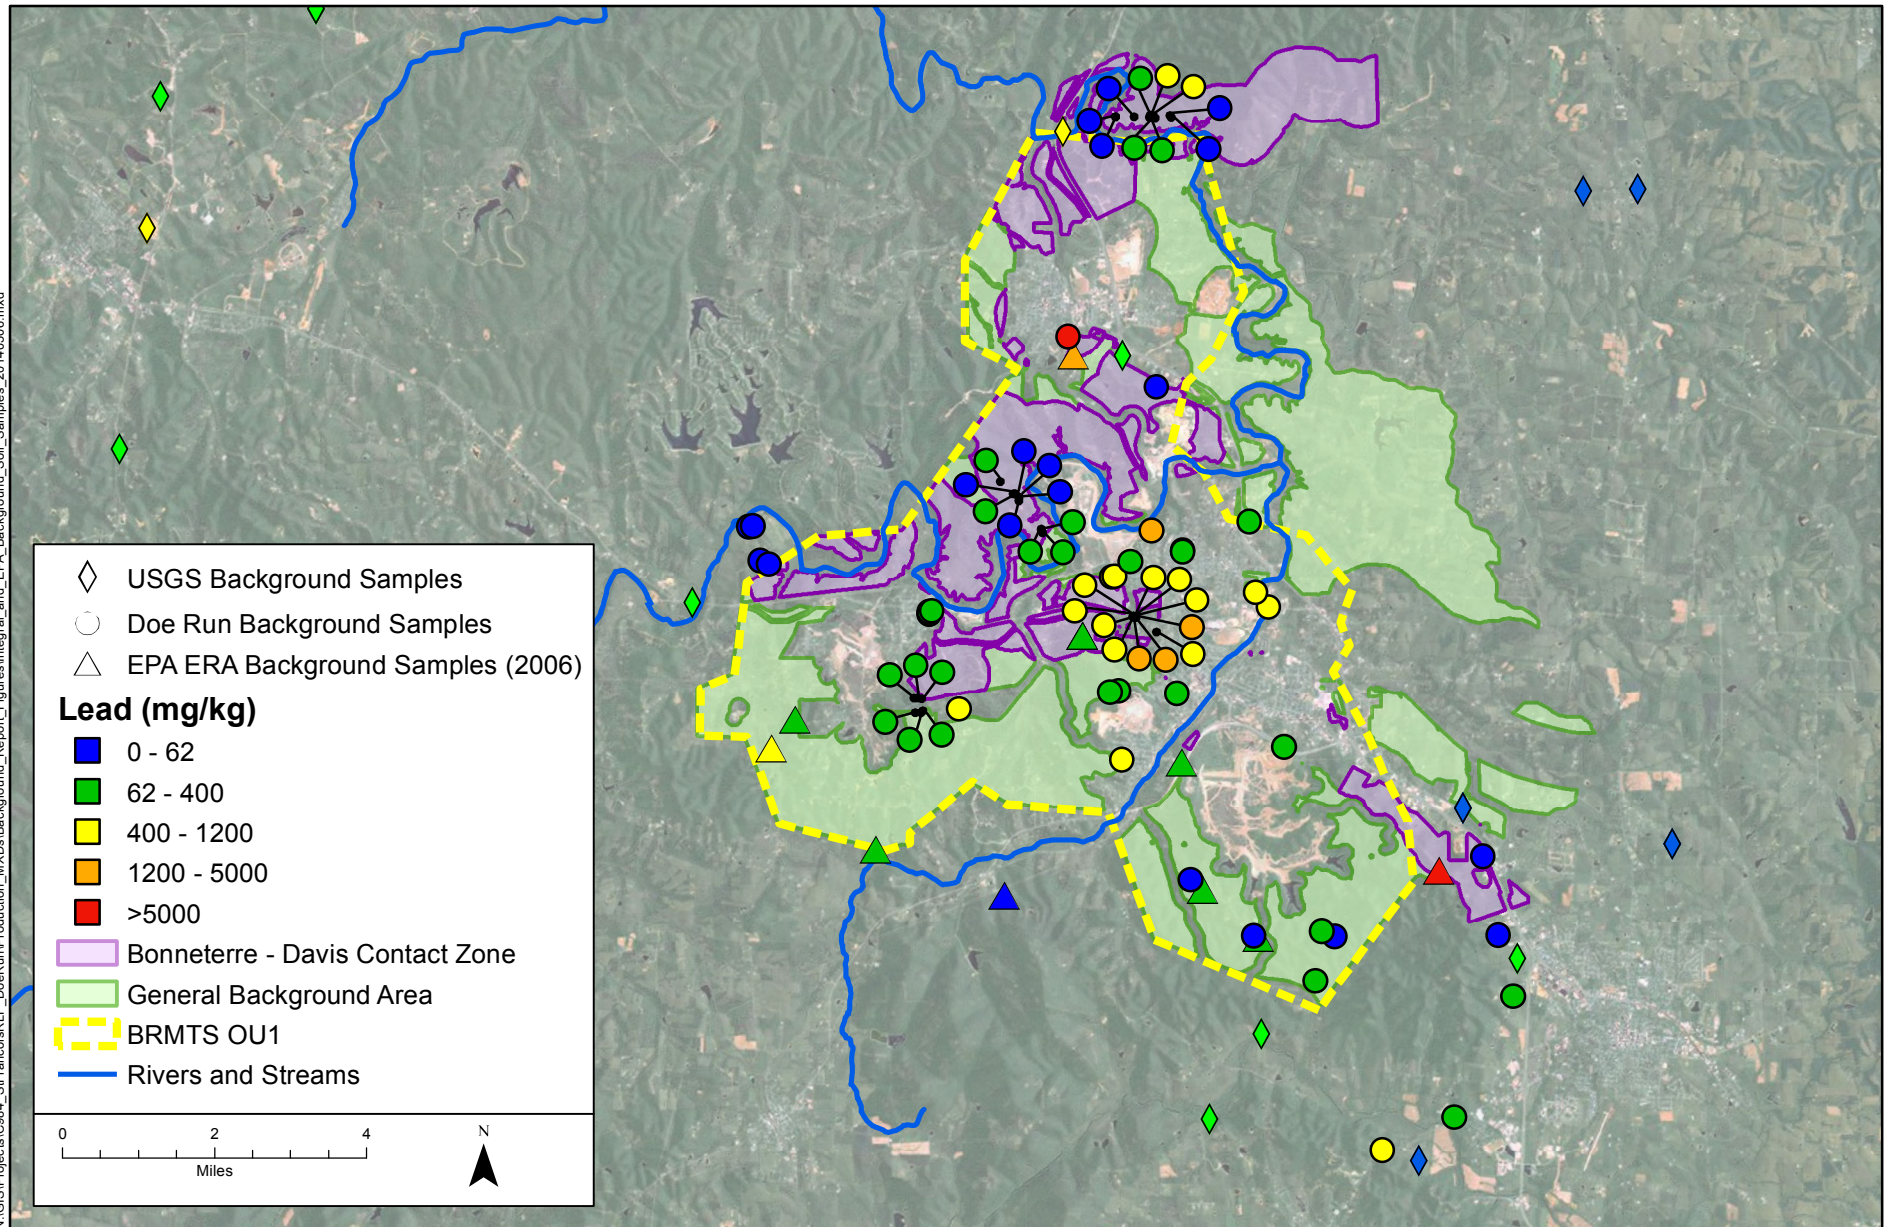 USGS Background Samples
Doe Run Background Samples
EPA ERA Background Samples (2006)
Lead (mg/kg)
0 - 62
62 - 400
400 - 1200
1200 - 5000
>5000
Bonneterre - Davis Contact Zone
General Background Area
BRMTS OU1
Rivers and Streams
0 2 4
Miles
N